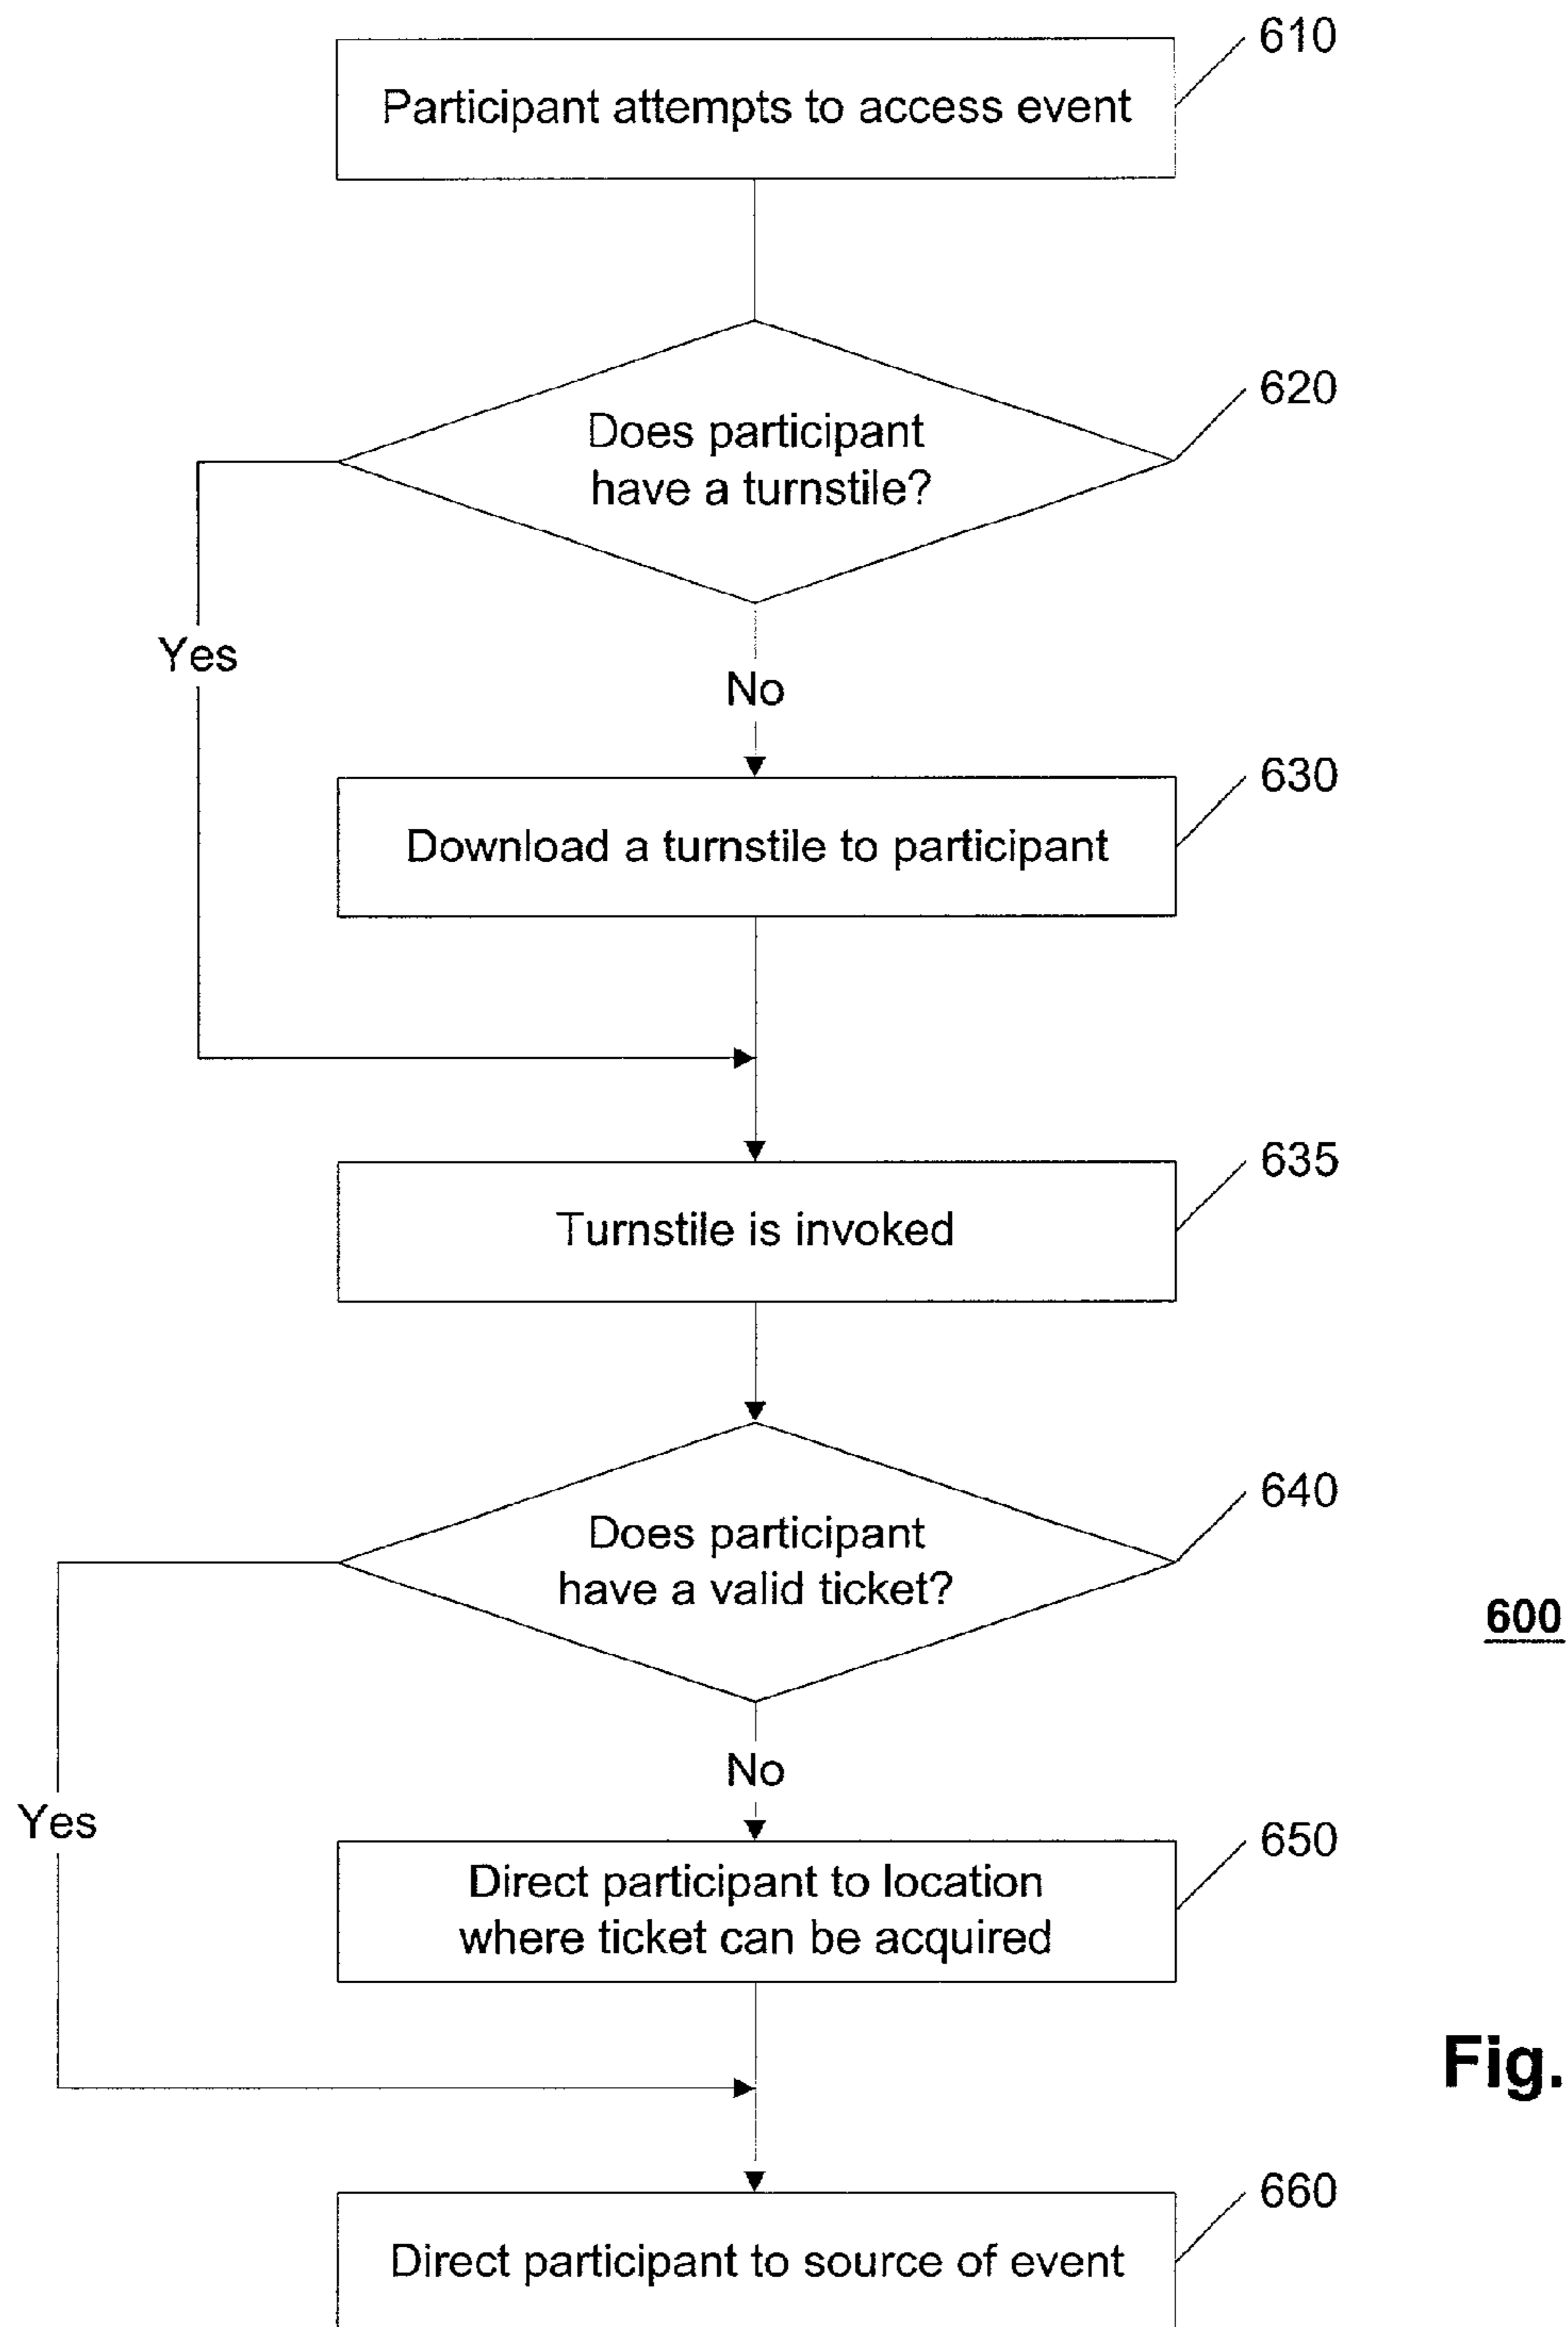 610
Participant attempts to access event
620
Does participant
have a turnstile?
Yes
No
630
Download a turnstile to participant
635
Turnstile is invoked
640
Does participant
have a valid ticket?
600
No
Yes
650
Direct participant to location
where ticket can be acquired
Fig.
660
Direct participant to source of event